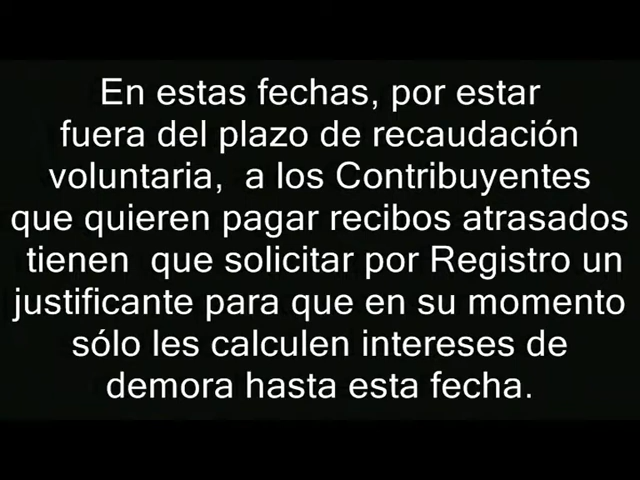 En estas fechas, por estar
fuera del plazo de recaudación
voluntaria,  a los Contribuyentes
que quieren pagar recibos atrasados
tienen  que solicitar por Registro un
justificante para que en su momento
sólo les calculen intereses de
demora hasta esta fecha.